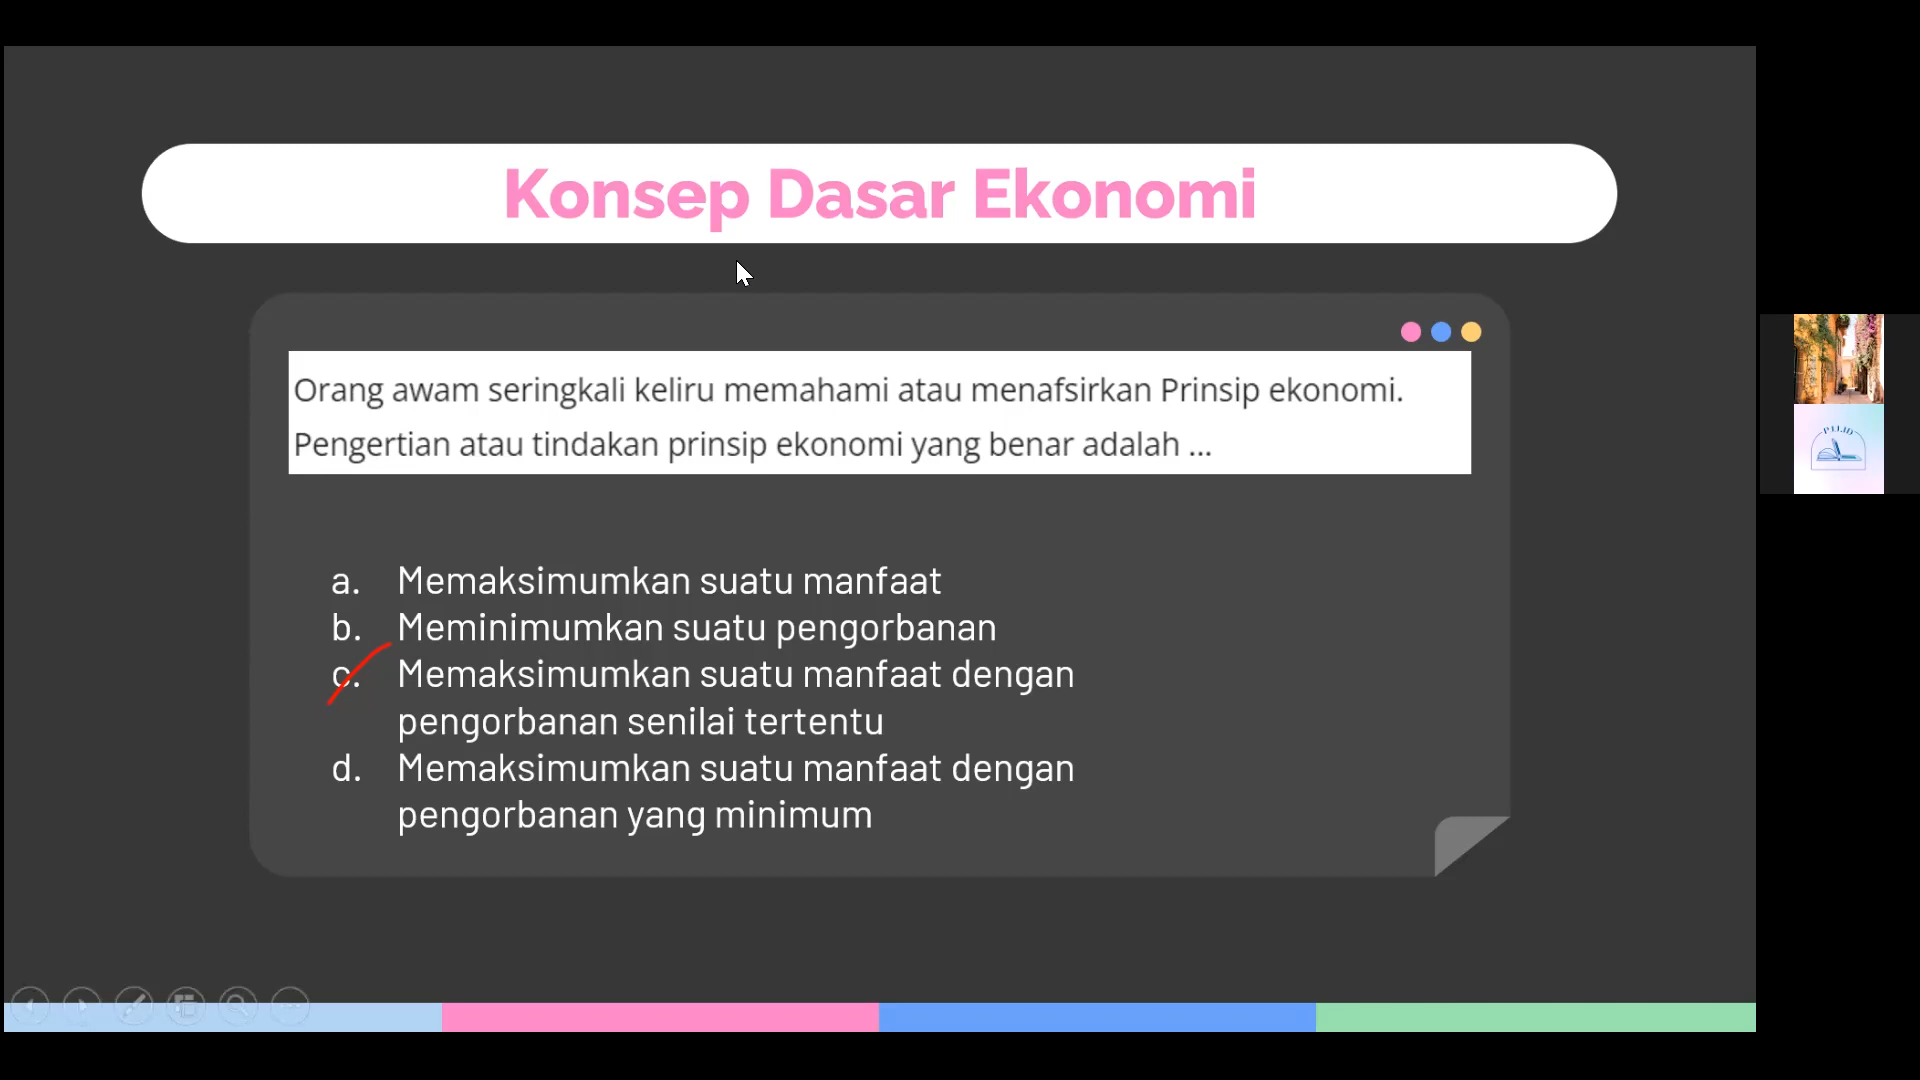 Konsep Dasar Ekonomi
Orang awam seringkali keliru memahami atau menafsirkan Prinsip ekonomi.
Pengertian atau tindakan prinsip ekonomi yang benar adalah ...
a. Memaksimumkan suatu manfaat
b. Meminimumkan suatu pengorbanan
c. Memaksimumkan suatu manfaat dengan
pengorbanan senilai tertentu
d. Memaksimumkan suatu manfaat dengan
pengorbanan yang minimum